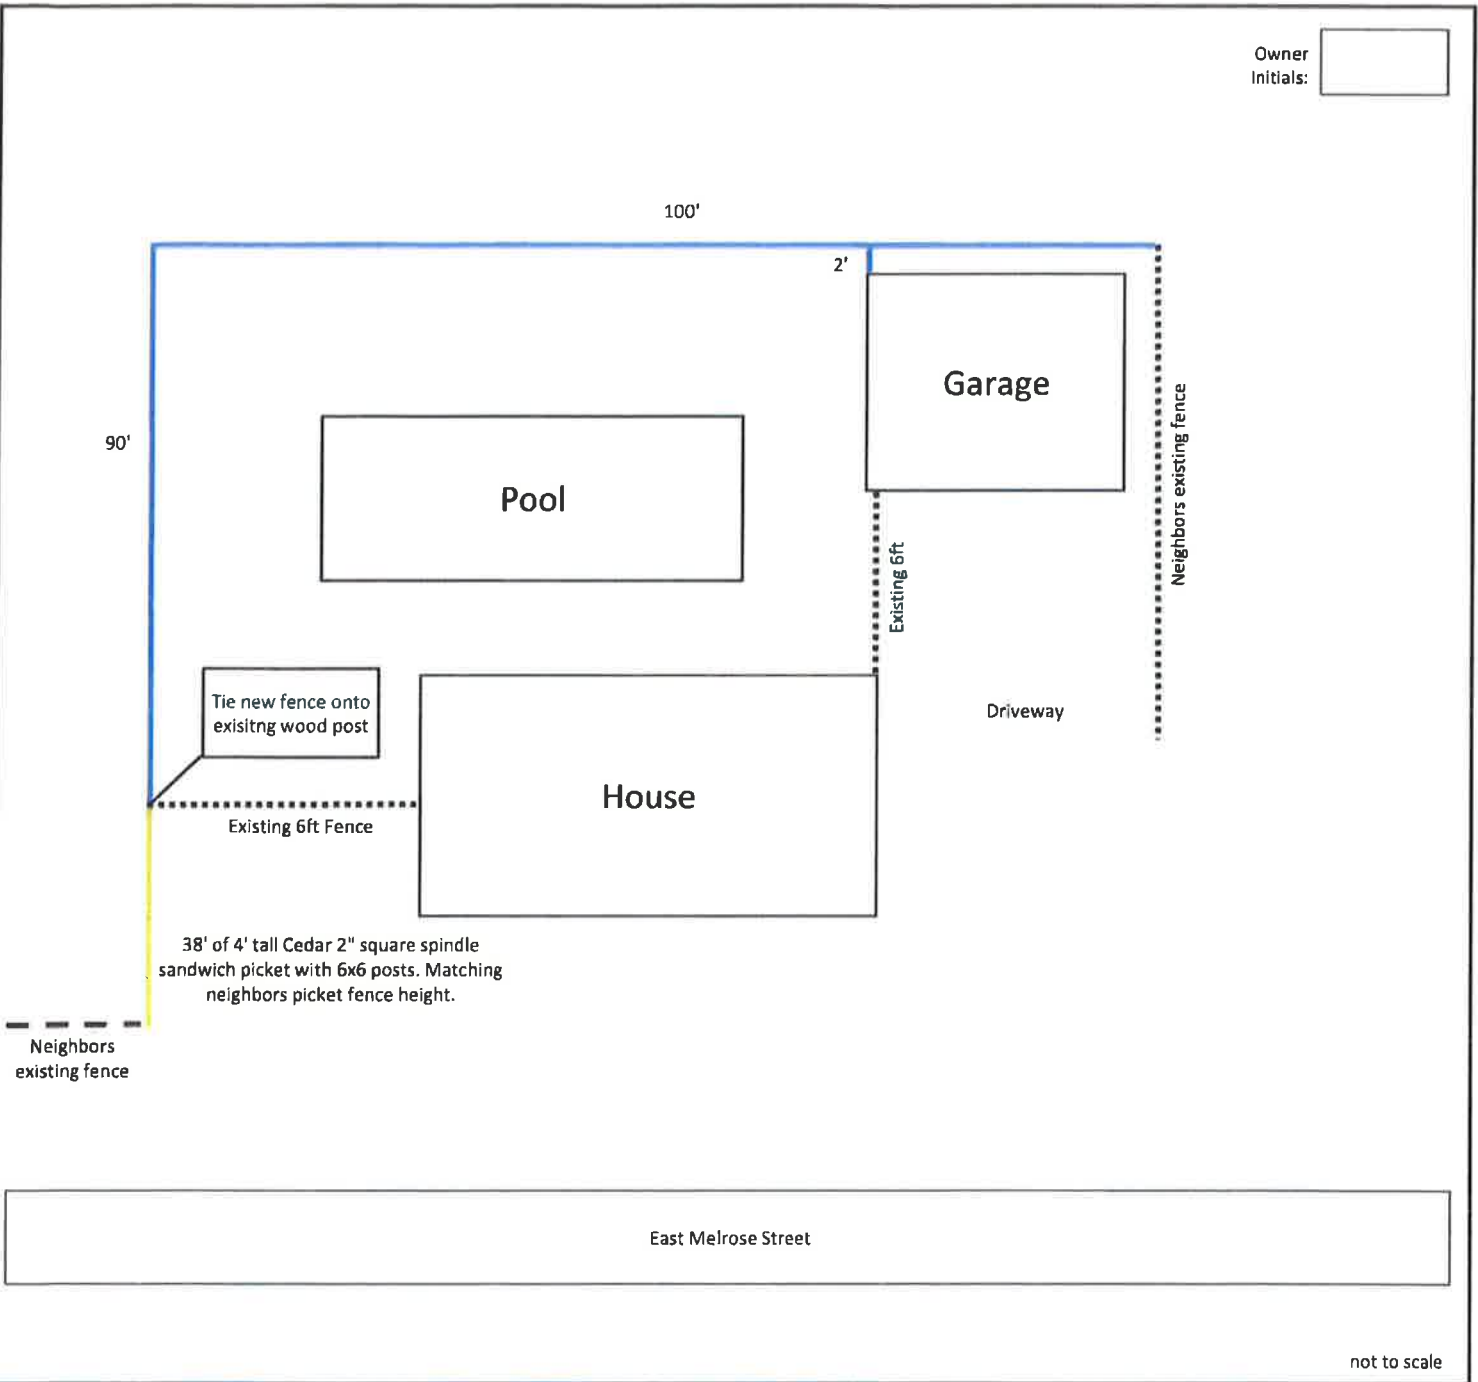 Owner
Initials:
100'
2'
Garage
90'
Pool
Neighbors existing fence
Existing 6ft
Tie new fence onto
exisitng wood post
Driveway
House
Existing 6ft Fence
38' of 4' tall Cedar 2" square spindle
sandwich picket with 6x6 posts. Matching
neighbors picket fence height.
Neighbors
existing fence
East Melrose Street
not to scale